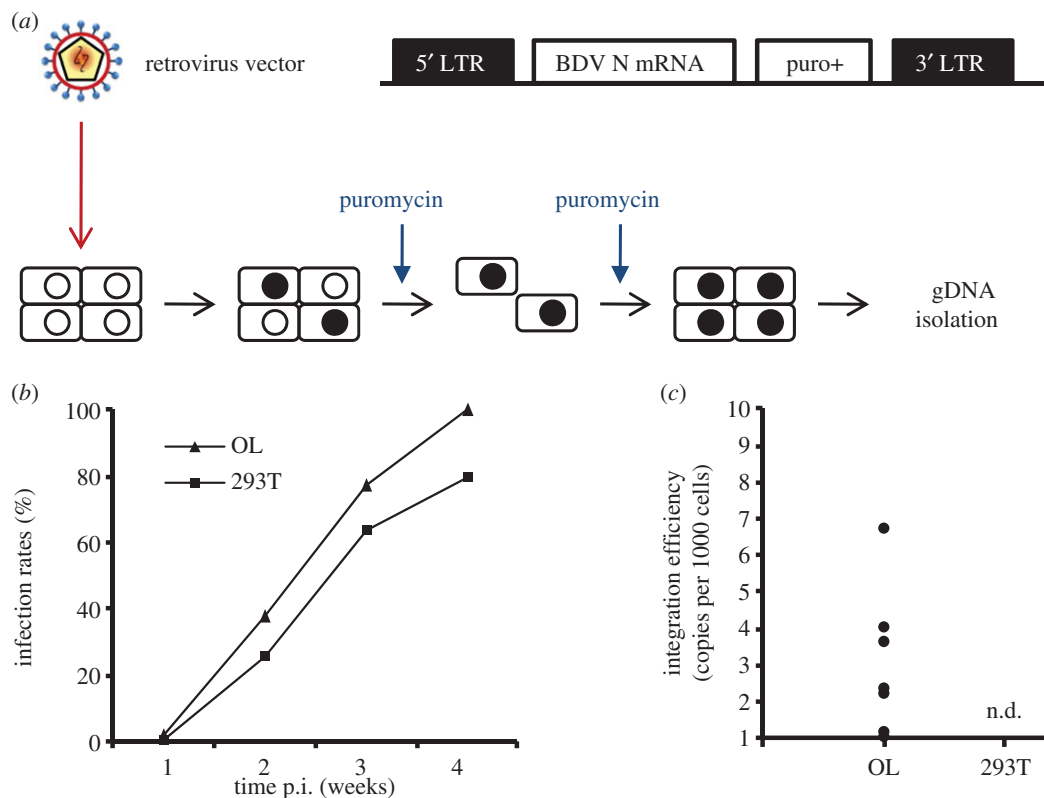 (a)
retrovirus vector
5′ LTR
BDV N mRNA
puro+
3′ LTR
puromycin
puromycin
gDNA
isolation
(b)
infection rates (%)
100
80
60
40
20
0
OL
293T
1
2
3
4
time p.i. (weeks)
(c)
integration efficiency
(copies per 1000 cells)
10
9
8
7
6
5
4
3
2
1
n.d.
OL
293T